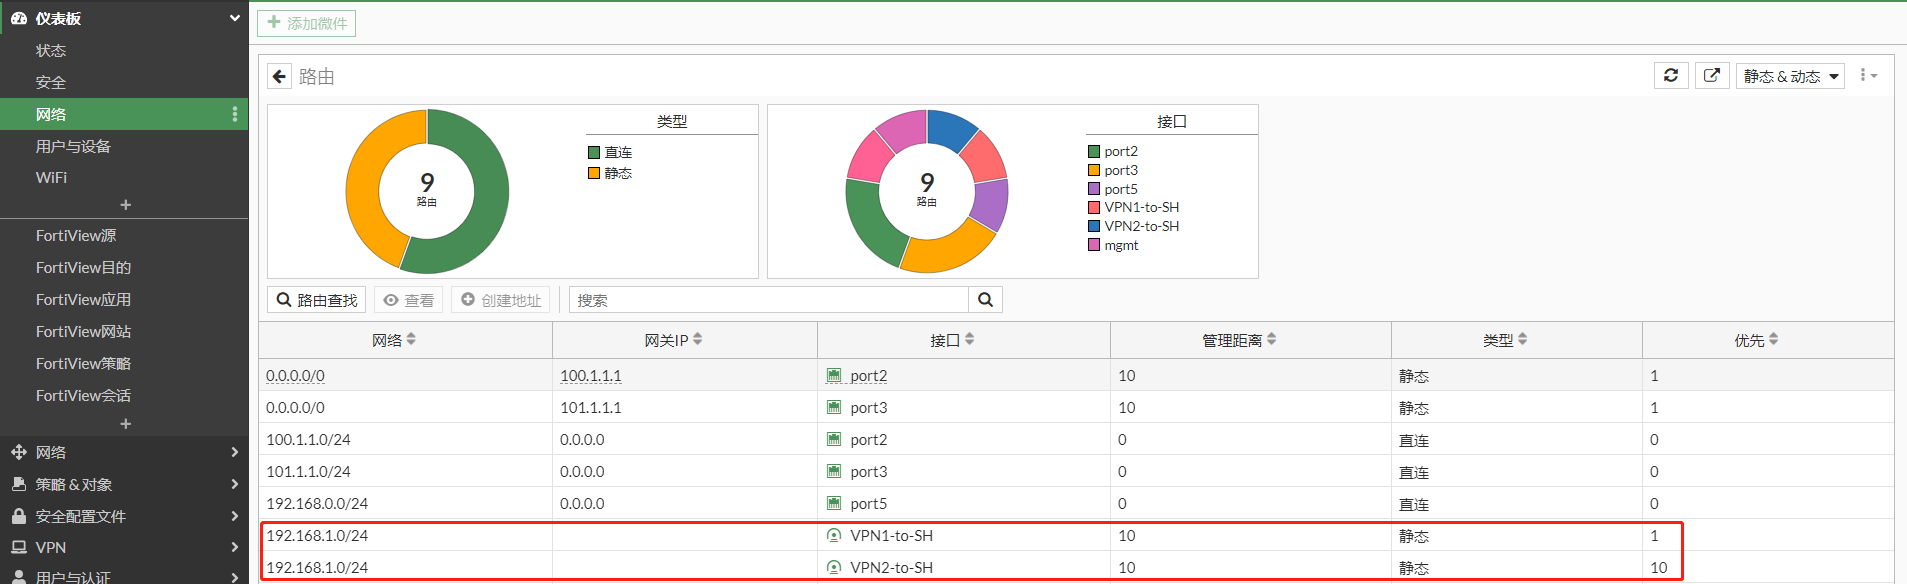 仪表板
状态
安全
网络
用户与设备
WiFi
FortiView源
FortiView目的
FortiView应用
FortiView网站
FortiView策略
FortiView会话
网络
策略 & 对象
安全配置文件
VPN
用户与认证
添加微件
路由
静态 & 动态
9
路由
类型
直连
静态
9
路由
接口
port2
port3
port5
VPN1-to-SH
VPN2-to-SH
mgmt
路由查找 查看 创建地址 搜索
网络 网关IP 接口 管理距离 类型 优先
0.0.0.0/0 100.1.1.1 port2 10 静态 1
0.0.0.0/0 101.1.1.1 port3 10 静态 1
100.1.1.0/24 0.0.0.0 port2 0 直连 0
101.1.1.0/24 0.0.0.0 port3 0 直连 0
192.168.0.0/24 0.0.0.0 port5 0 直连 0
192.168.1.0/24 VPN1-to-SH 10 静态 1
192.168.1.0/24 VPN2-to-SH 10 静态 10